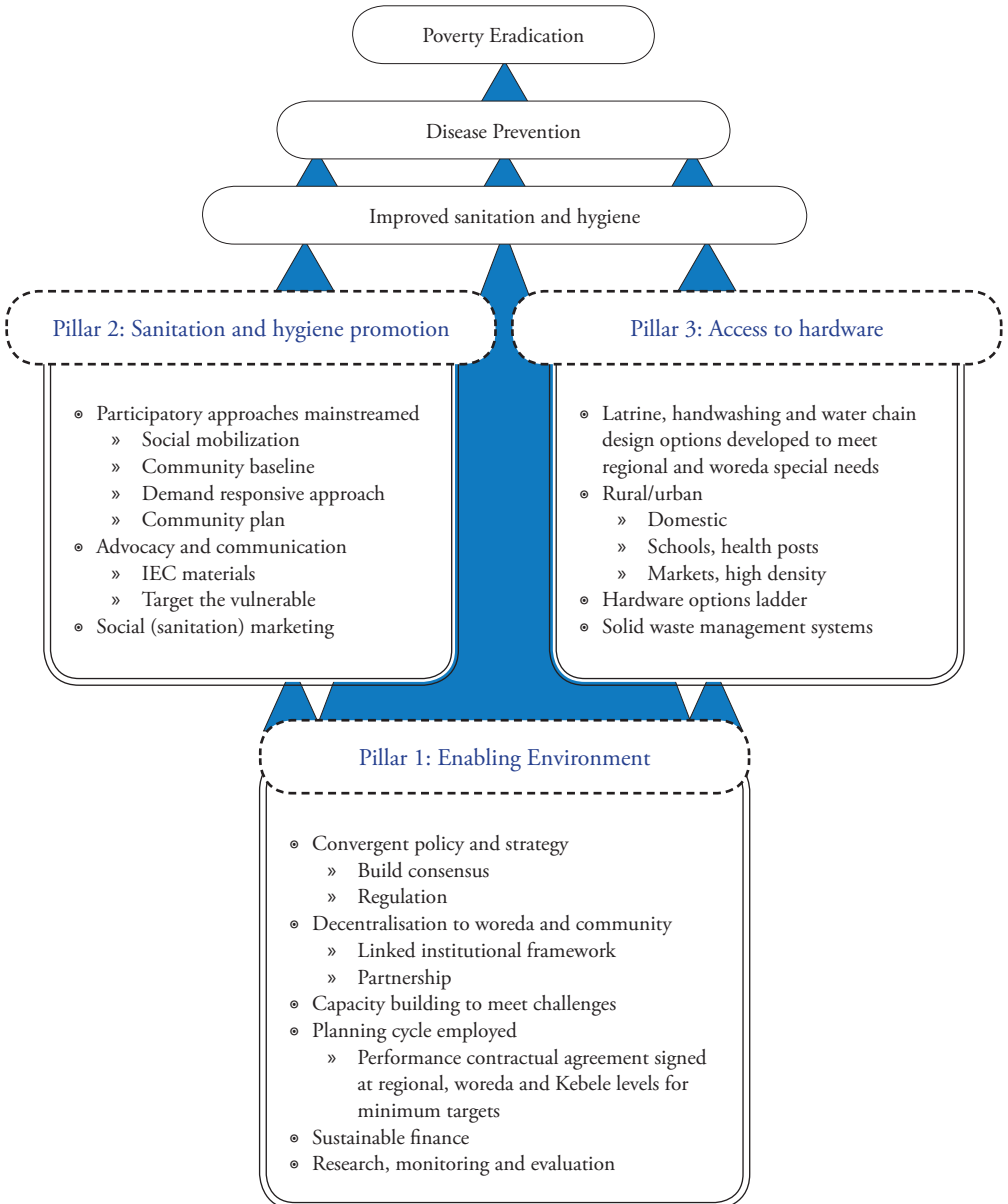 Poverty Eradication
Disease Prevention
Improved sanitation and hygiene
Pillar 2: Sanitation and hygiene promotion
๏ Participatory approaches mainstreamed
» Social mobilization
» Community baseline
» Demand responsive approach
» Community plan
๏ Advocacy and communication
» IEC materials
» Target the vulnerable
๏ Social (sanitation) marketing
Pillar 3: Access to hardware
๏ Latrine, handwashing and water chain
design options developed to meet
regional and woreda special needs
๏ Rural/urban
» Domestic
» Schools, health posts
» Markets, high density
๏ Hardware options ladder
๏ Solid waste management systems
Pillar 1: Enabling Environment
๏ Convergent policy and strategy
» Build consensus
» Regulation
๏ Decentralisation to woreda and community
» Linked institutional framework
» Partnership
๏ Capacity building to meet challenges
๏ Planning cycle employed
» Performance contractual agreement signed
at regional, woreda and Kebele levels for
minimum targets
๏ Sustainable finance
๏ Research, monitoring and evaluation